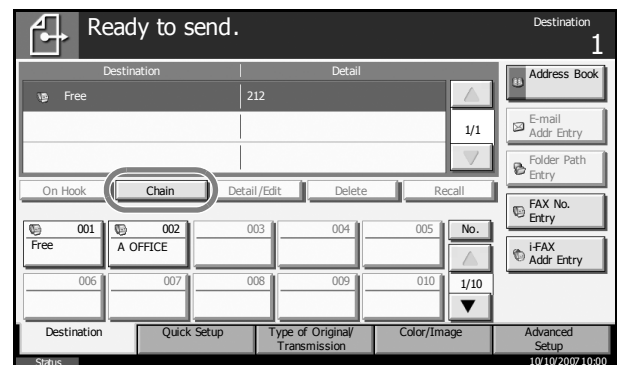 Ready to send.
Destination
1
Destination Detail
Free 212
1/1
On Hook Chain Detail/Edit Delete Recall
Address Book
E-mail
Addr Entry
Folder Path
Entry
FAX No.
Entry
i-FAX
Addr Entry
001 002 003 004 005 No.
Free A OFFICE
006 007 008 009 010 1/10
Destination Quick Setup Type of Original/
Transmission Color/Image Advanced
Setup
Status 10/10/2007 10:00